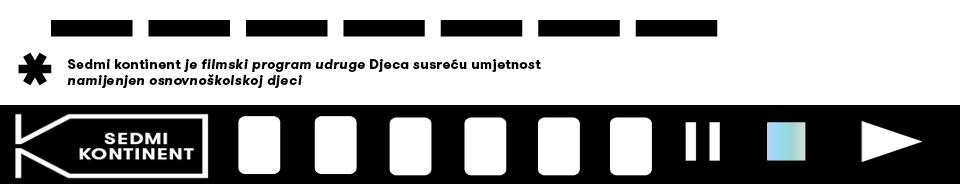 Sedmi kontinent je filmski program udruge Djeca susreću umjetnost
namijenjen osnovnoškolskoj djeci
SEDMI
KONTINENT